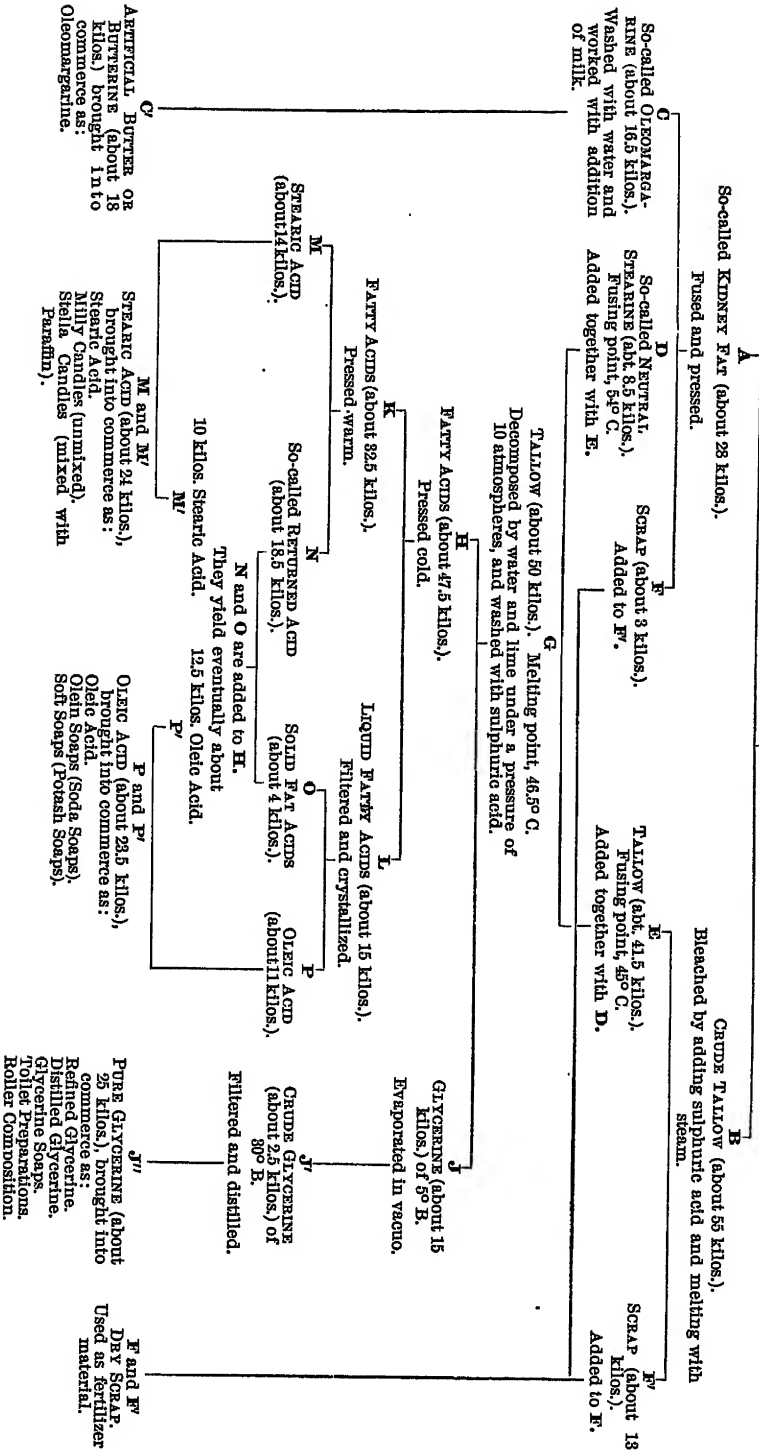 A
So-called KIDNEY FAT (about 28 kilos.).
Fused and pressed.
B
CRUDE TALLOW (about 55 kilos.).
Bleached by adding sulphuric acid and melting with
steam.
C
So-called OLEOMARGA-
RINE (about 16.5 kilos.).
Washed with water and
worked with addition
of milk.
D
So-called NEUTRAL
STEARINE (abt. 8.5 kilos.).
Fusing point, 54° C.
Added together with E.
F
SCRAP (about 3 kilos.).
Added to F'.
E
TALLOW (abt. 41.5 kilos.).
Fusing point, 45° C.
Added together with D.
F'
SCRAP (about 13
kilos.).
Added to F.
G
TALLOW (about 50 kilos.). Melting point, 46.5° C.
Decomposed by water and lime under a pressure of
10 atmospheres, and washed with sulphuric acid.
H
FATTY ACIDS (about 47.5 kilos.).
Pressed cold.
J
GLYCERINE (about 15
kilos.) of 5° B.
Evaporated in vacuo.
K
FATTY ACIDS (about 32.5 kilos.).
Pressed warm.
L
LIQUID FATTY ACIDS (about 15 kilos.).
Filtered and crystallized.
J'
CRUDE GLYCERINE
(about 2.5 kilos.) of
30° B.
Filtered and distilled.
M
STEARIC ACID
(about 14 kilos.).
N
So-called RETURNED ACID
(about 18.5 kilos.).
O
SOLID FAT ACIDS
(about 4 kilos.).
P
OLEIC ACID
(about 11 kilos.).
N and O are added to H.
They yield eventually about
10 kilos. Stearic Acid. 12.5 kilos. Oleic Acid.
M' P'
C'
ARTIFICIAL BUTTER OR
BUTTERINE (about 18
kilos.) brought into
commerce as:
Oleomargarine.
M and M'
STEARIC ACID (about 24 kilos.),
brought into commerce as:
Stearic Acid.
Milly Candles (unmixed).
Stella Candles (mixed with
Paraffin).
P and P'
OLEIC ACID (about 23.5 kilos.),
brought into commerce as:
Oleic Acid.
Olein Soaps (Soda Soaps).
Soft Soaps (Potash Soaps).
J''
PURE GLYCERINE (about
25 kilos.), brought into
commerce as:
Refined Glycerine.
Distilled Glycerine.
Glycerine Soaps.
Toilet Preparations.
Roller Composition.
F and F'
DRY SCRAP.
Used as fertilizer
material.